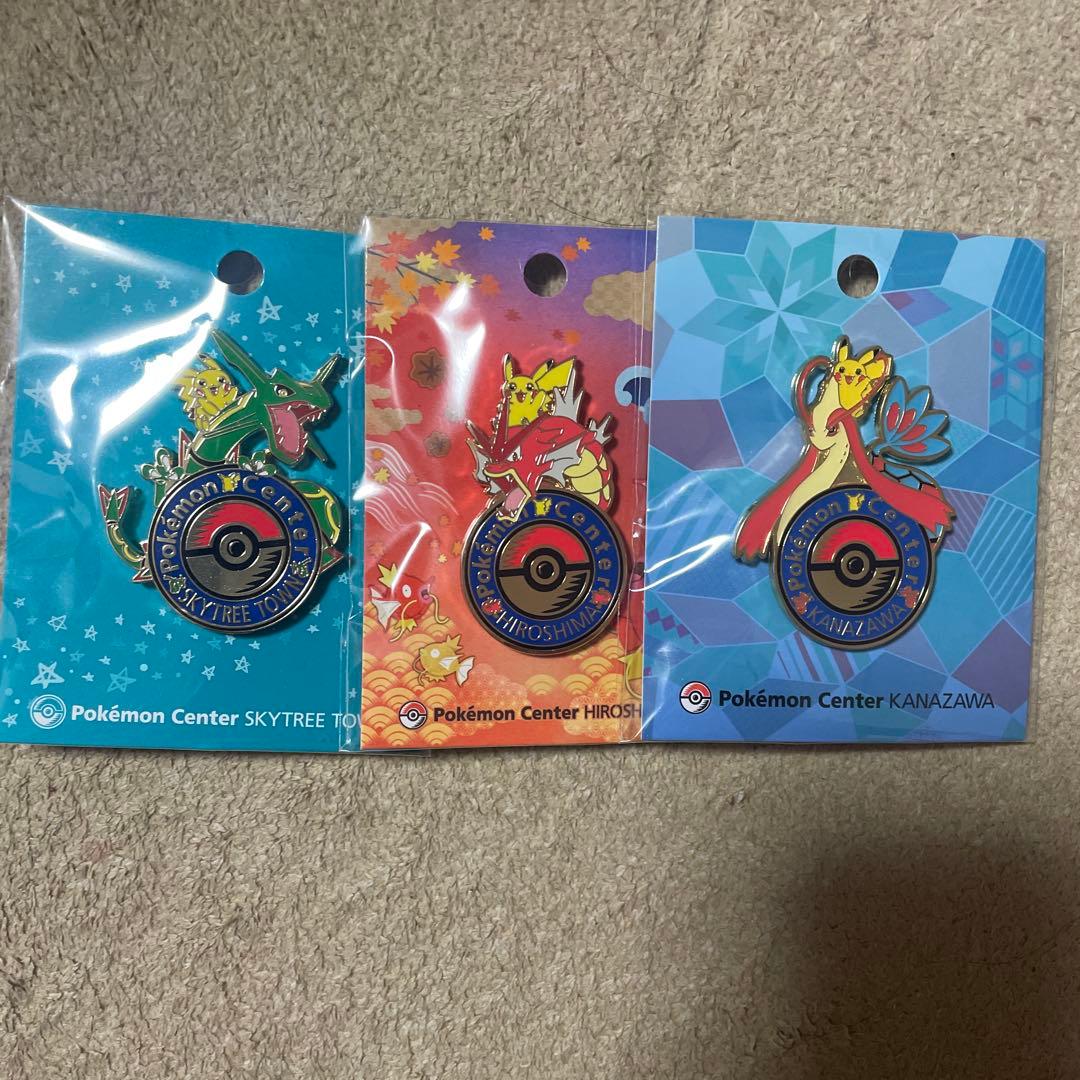 Pokémon Center
SKYTREE TOWN
Pokémon Center SKYTREE TO
Pokémon Center
HIROSHIMA
Pokémon Center HIROSH
Pokémon Center
KANAZAWA
Pokémon Center KANAZAWA